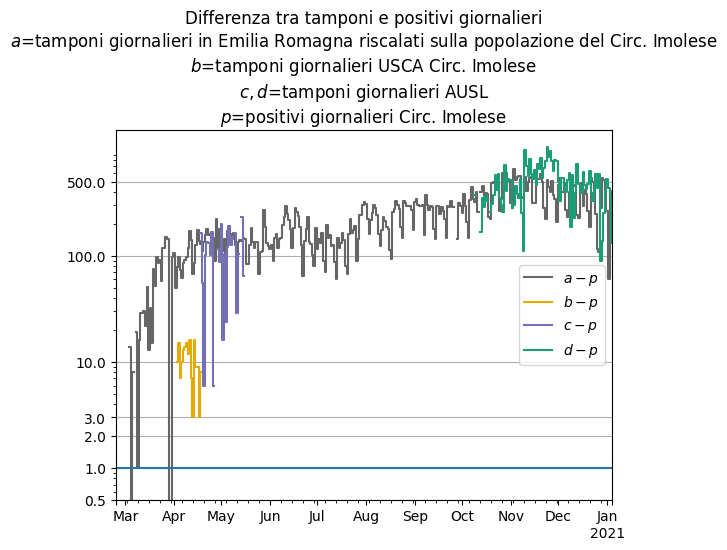 Differenza tra tamponi e positivi giornalieri
a=tamponi giornalieri in Emilia Romagna riscalati sulla popolazione del Circ. Imolese
b=tamponi giornalieri USCA Circ. Imolese
c, d=tamponi giornalieri AUSL
p=positivi giornalieri Circ. Imolese
500.0
100.0
10.0
3.0
2.0
1.0
0.5
a − p
b − p
c − p
d − p
Mar Apr May Jun Jul Aug Sep Oct Nov Dec Jan
2021